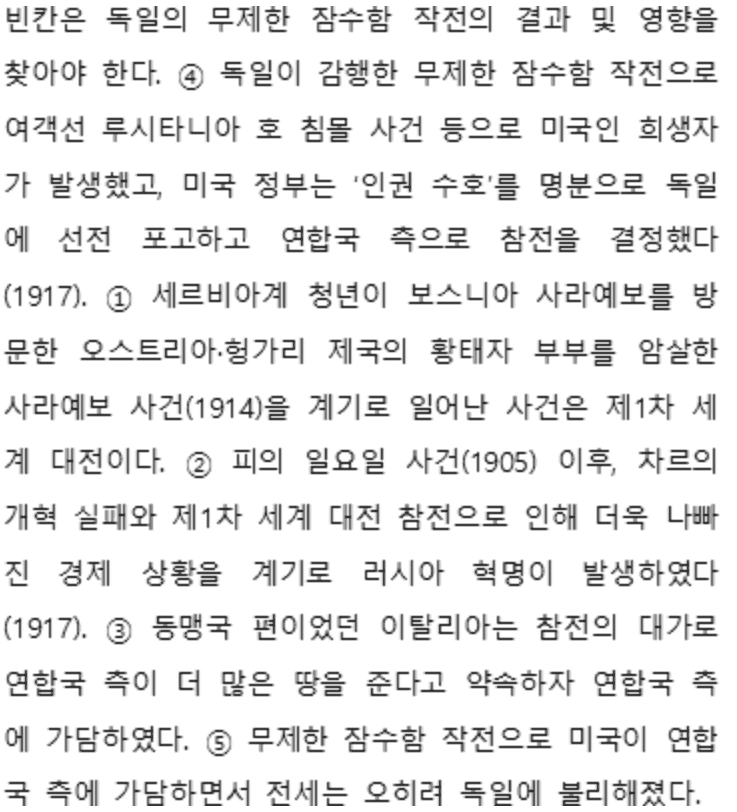 빈칸은 독일의 무제한 잠수함 작전의 결과 및 영향을
찾아야 한다. ④ 독일이 감행한 무제한 잠수함 작전으로
여객선 루시타니아 호 침몰 사건 등으로 미국인 희생자
가 발생했고, 미국 정부는 ‘인권 수호’를 명분으로 독일
에 선전 포고하고 연합국 측으로 참전을 결정했다
(1917). ① 세르비아계 청년이 보스니아 사라예보를 방
문한 오스트리아·헝가리 제국의 황태자 부부를 암살한
사라예보 사건(1914)을 계기로 일어난 사건은 제1차 세
계 대전이다. ② 피의 일요일 사건(1905) 이후, 차르의
개혁 실패와 제1차 세계 대전 참전으로 인해 더욱 나빠
진 경제 상황을 계기로 러시아 혁명이 발생하였다
(1917). ③ 동맹국 편이었던 이탈리아는 참전의 대가로
연합국 측이 더 많은 땅을 준다고 약속하자 연합국 측
에 가담하였다. ⑤ 무제한 잠수함 작전으로 미국이 연합
국 측에 가담하면서 전세는 오히려 독일에 불리해졌다.